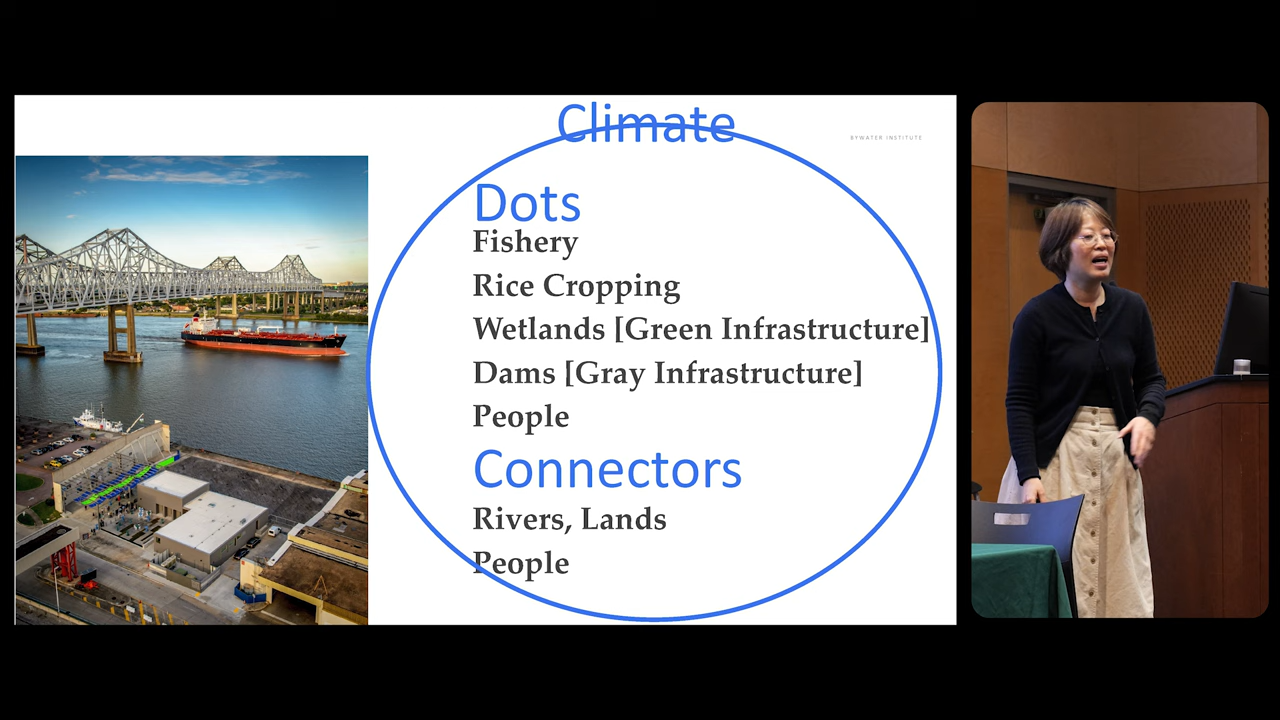 Climate
BYWATER INSTITUTE
Dots
Fishery
Rice Cropping
Wetlands [Green Infrastructure]
Dams [Gray Infrastructure]
People
Connectors
Rivers, Lands
People